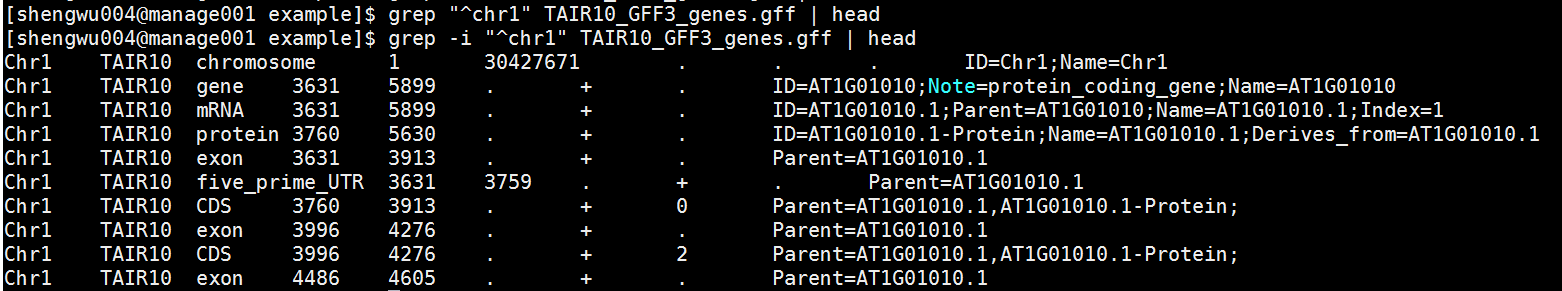 [shengwu004@manage001 example]$ grep "^chr1" TAIR10_GFF3_genes.gff | head
[shengwu004@manage001 example]$ grep -i "^chr1" TAIR10_GFF3_genes.gff | head
Chr1 TAIR10 chromosome 1 30427671 . . . ID=Chr1;Name=Chr1
Chr1 TAIR10 gene 3631 5899 . + . ID=AT1G01010;Note=protein_coding_gene;Name=AT1G01010
Chr1 TAIR10 mRNA 3631 5899 . + . ID=AT1G01010.1;Parent=AT1G01010;Name=AT1G01010.1;Index=1
Chr1 TAIR10 protein 3760 5630 . + . ID=AT1G01010.1-Protein;Name=AT1G01010.1;Derives_from=AT1G01010.1
Chr1 TAIR10 exon 3631 3913 . + . Parent=AT1G01010.1
Chr1 TAIR10 five_prime_UTR 3631 3759 . + . Parent=AT1G01010.1
Chr1 TAIR10 CDS 3760 3913 . + 0 Parent=AT1G01010.1,AT1G01010.1-Protein;
Chr1 TAIR10 exon 3996 4276 . + . Parent=AT1G01010.1
Chr1 TAIR10 CDS 3996 4276 . + 2 Parent=AT1G01010.1,AT1G01010.1-Protein;
Chr1 TAIR10 exon 4486 4605 . + . Parent=AT1G01010.1